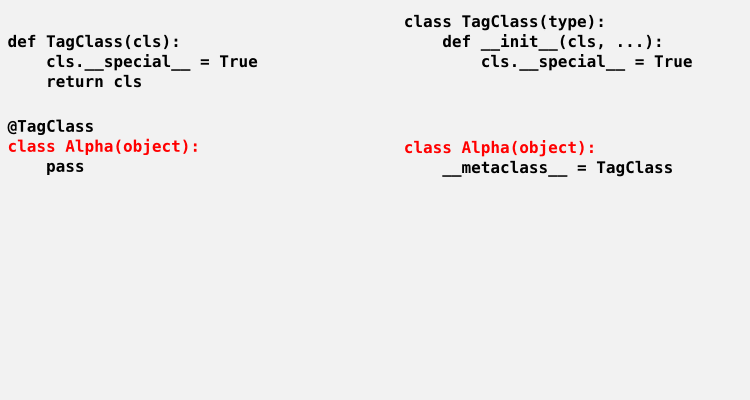 def TagClass(cls):
    cls.__special__ = True
    return cls
@TagClass
class Alpha(object):
    pass
class TagClass(type):
    def __init__(cls, ...):
        cls.__special__ = True
class Alpha(object):
    __metaclass__ = TagClass